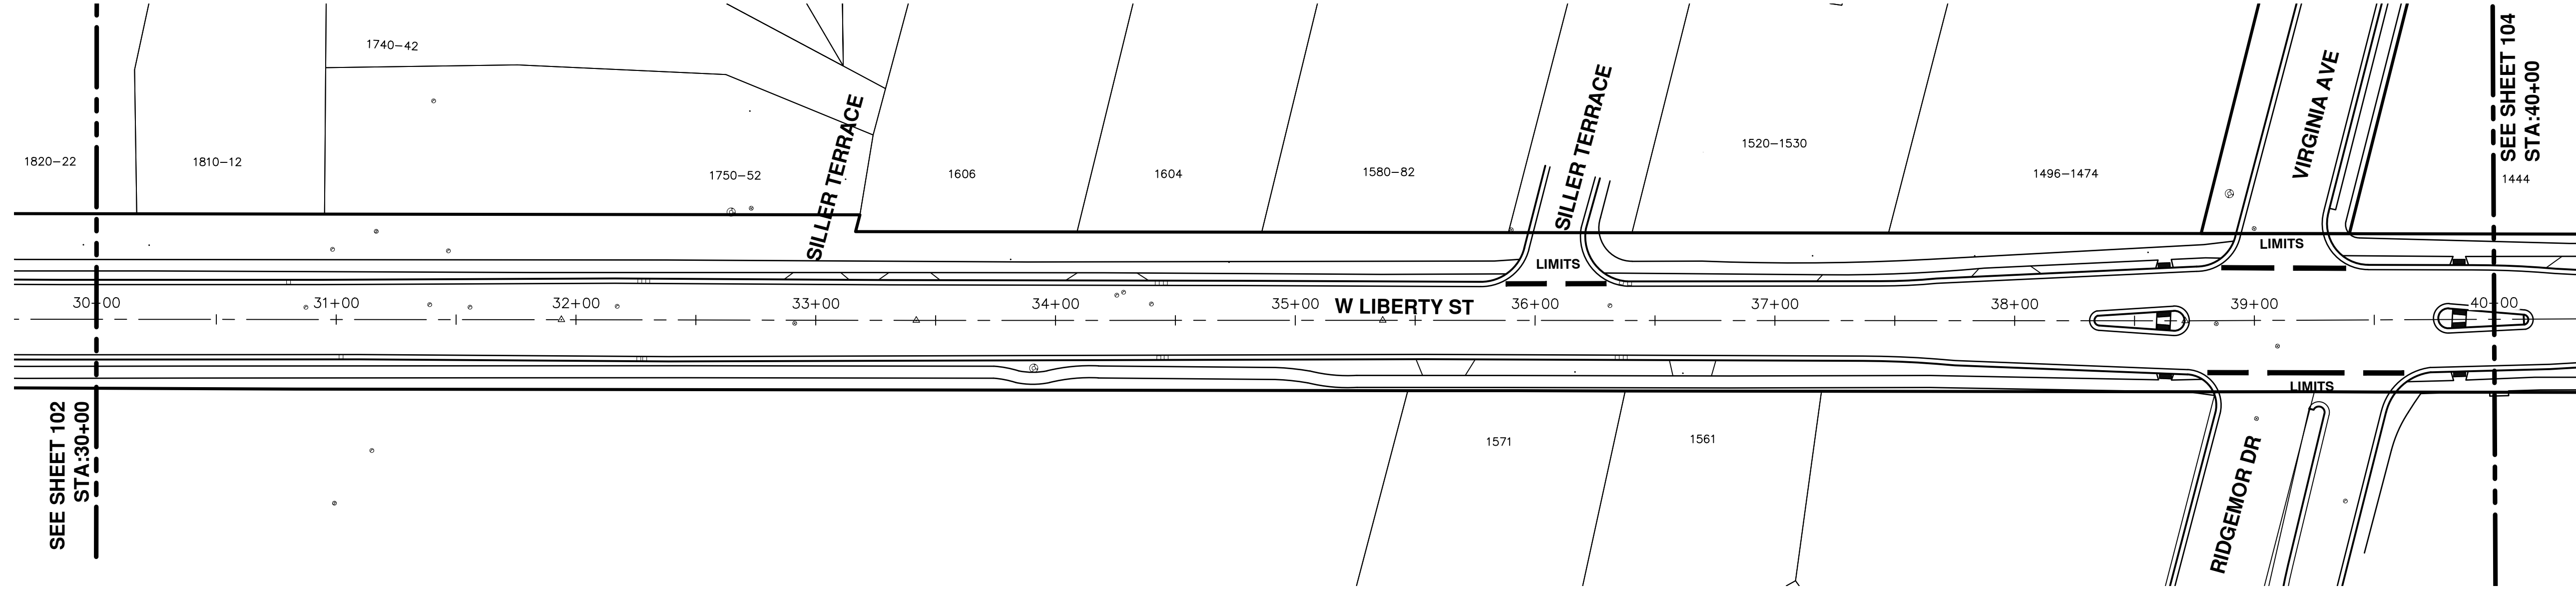 1740-42
1820-22
1810-12
1750-52
SILLER TERRACE
1606
1604
1580-82
SILLER TERRACE
1520-1530
1496-1474
VIRGINIA AVE
SEE SHEET 104
STA:40+00
1444
LIMITS
LIMITS
30+00
31+00
32+00
33+00
34+00
35+00
W LIBERTY ST
36+00
37+00
38+00
39+00
40+00
LIMITS
SEE SHEET 102
STA:30+00
1571
1561
RIDGEMOR DR